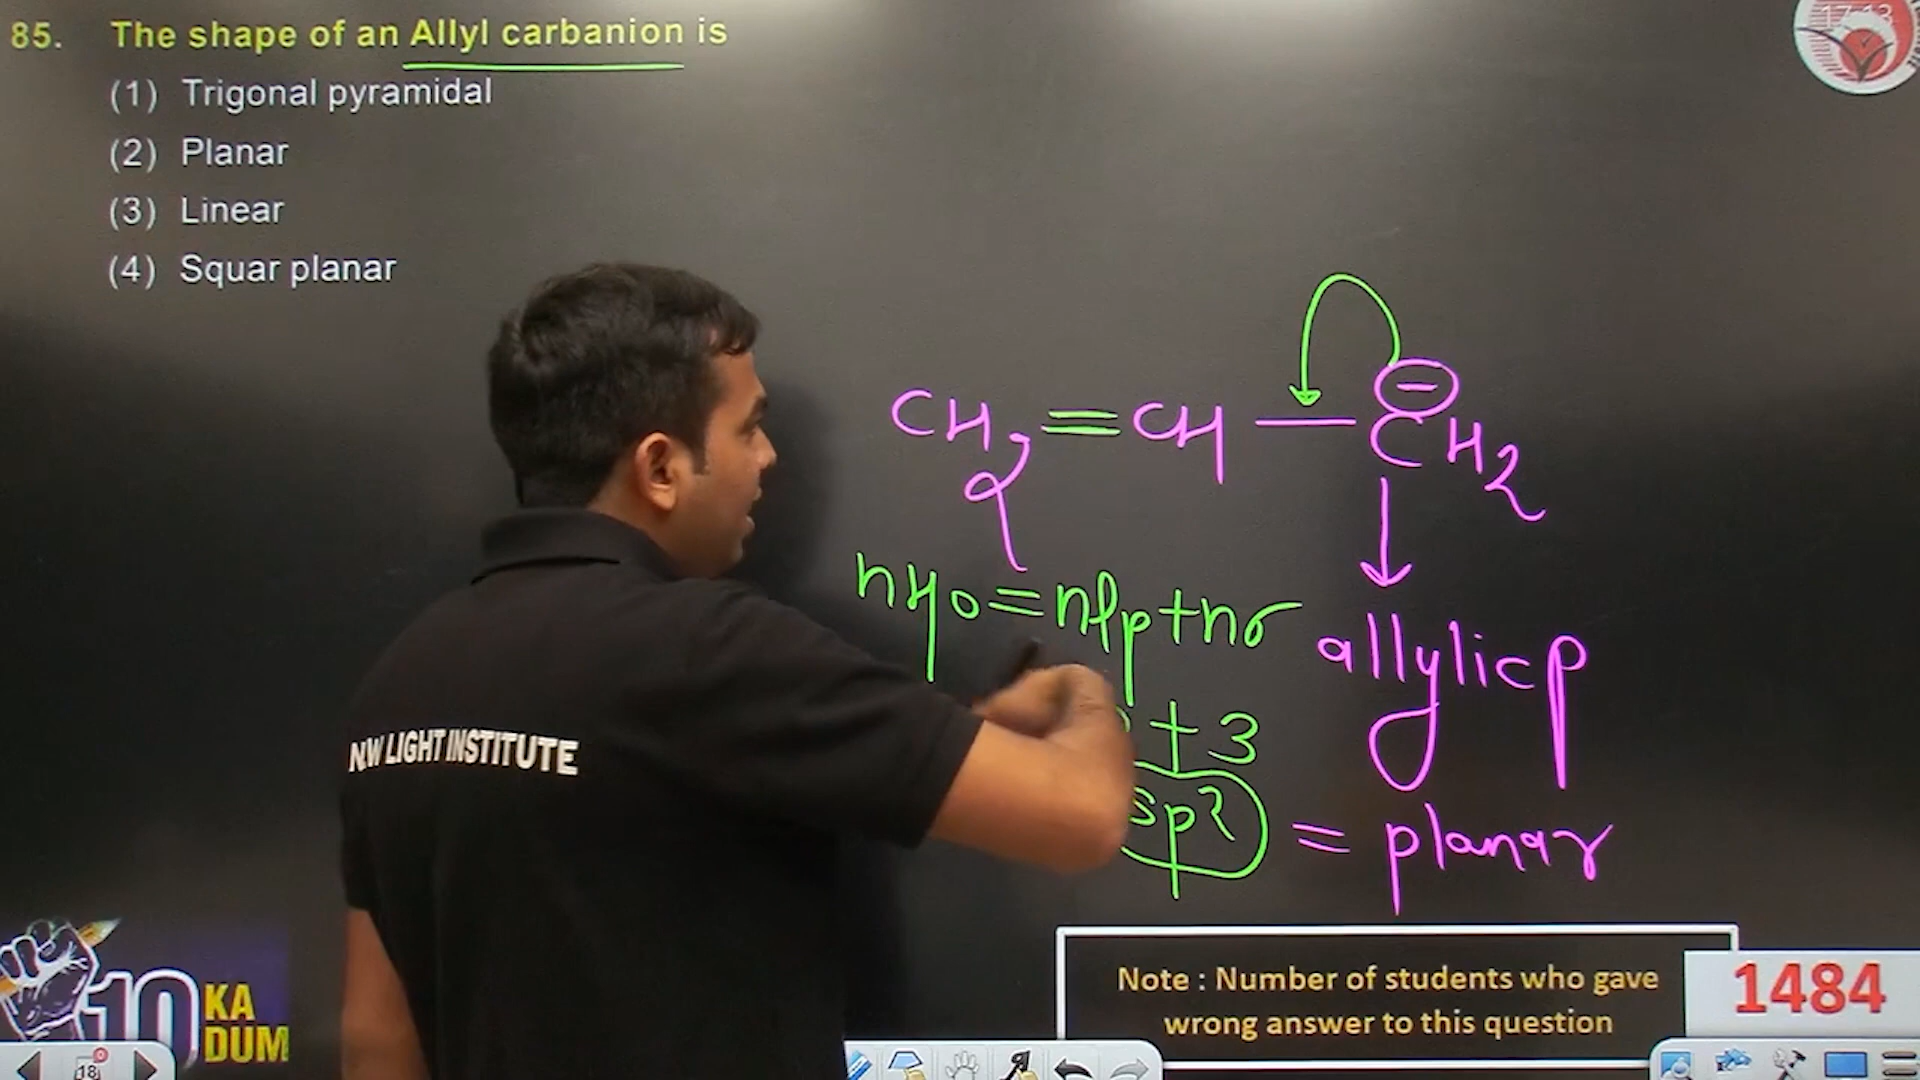 85. The shape of an Allyl carbanion is
(1) Trigonal pyramidal
(2) Planar
(3) Linear
(4) Squar planar
CH2=CH—CH2
nHO=nlp+nσ
+3
sp2
allylic
= planar
NW LIGHT INSTITUTE
10 KA DUM
Note : Number of students who gave
wrong answer to this question
1484
18